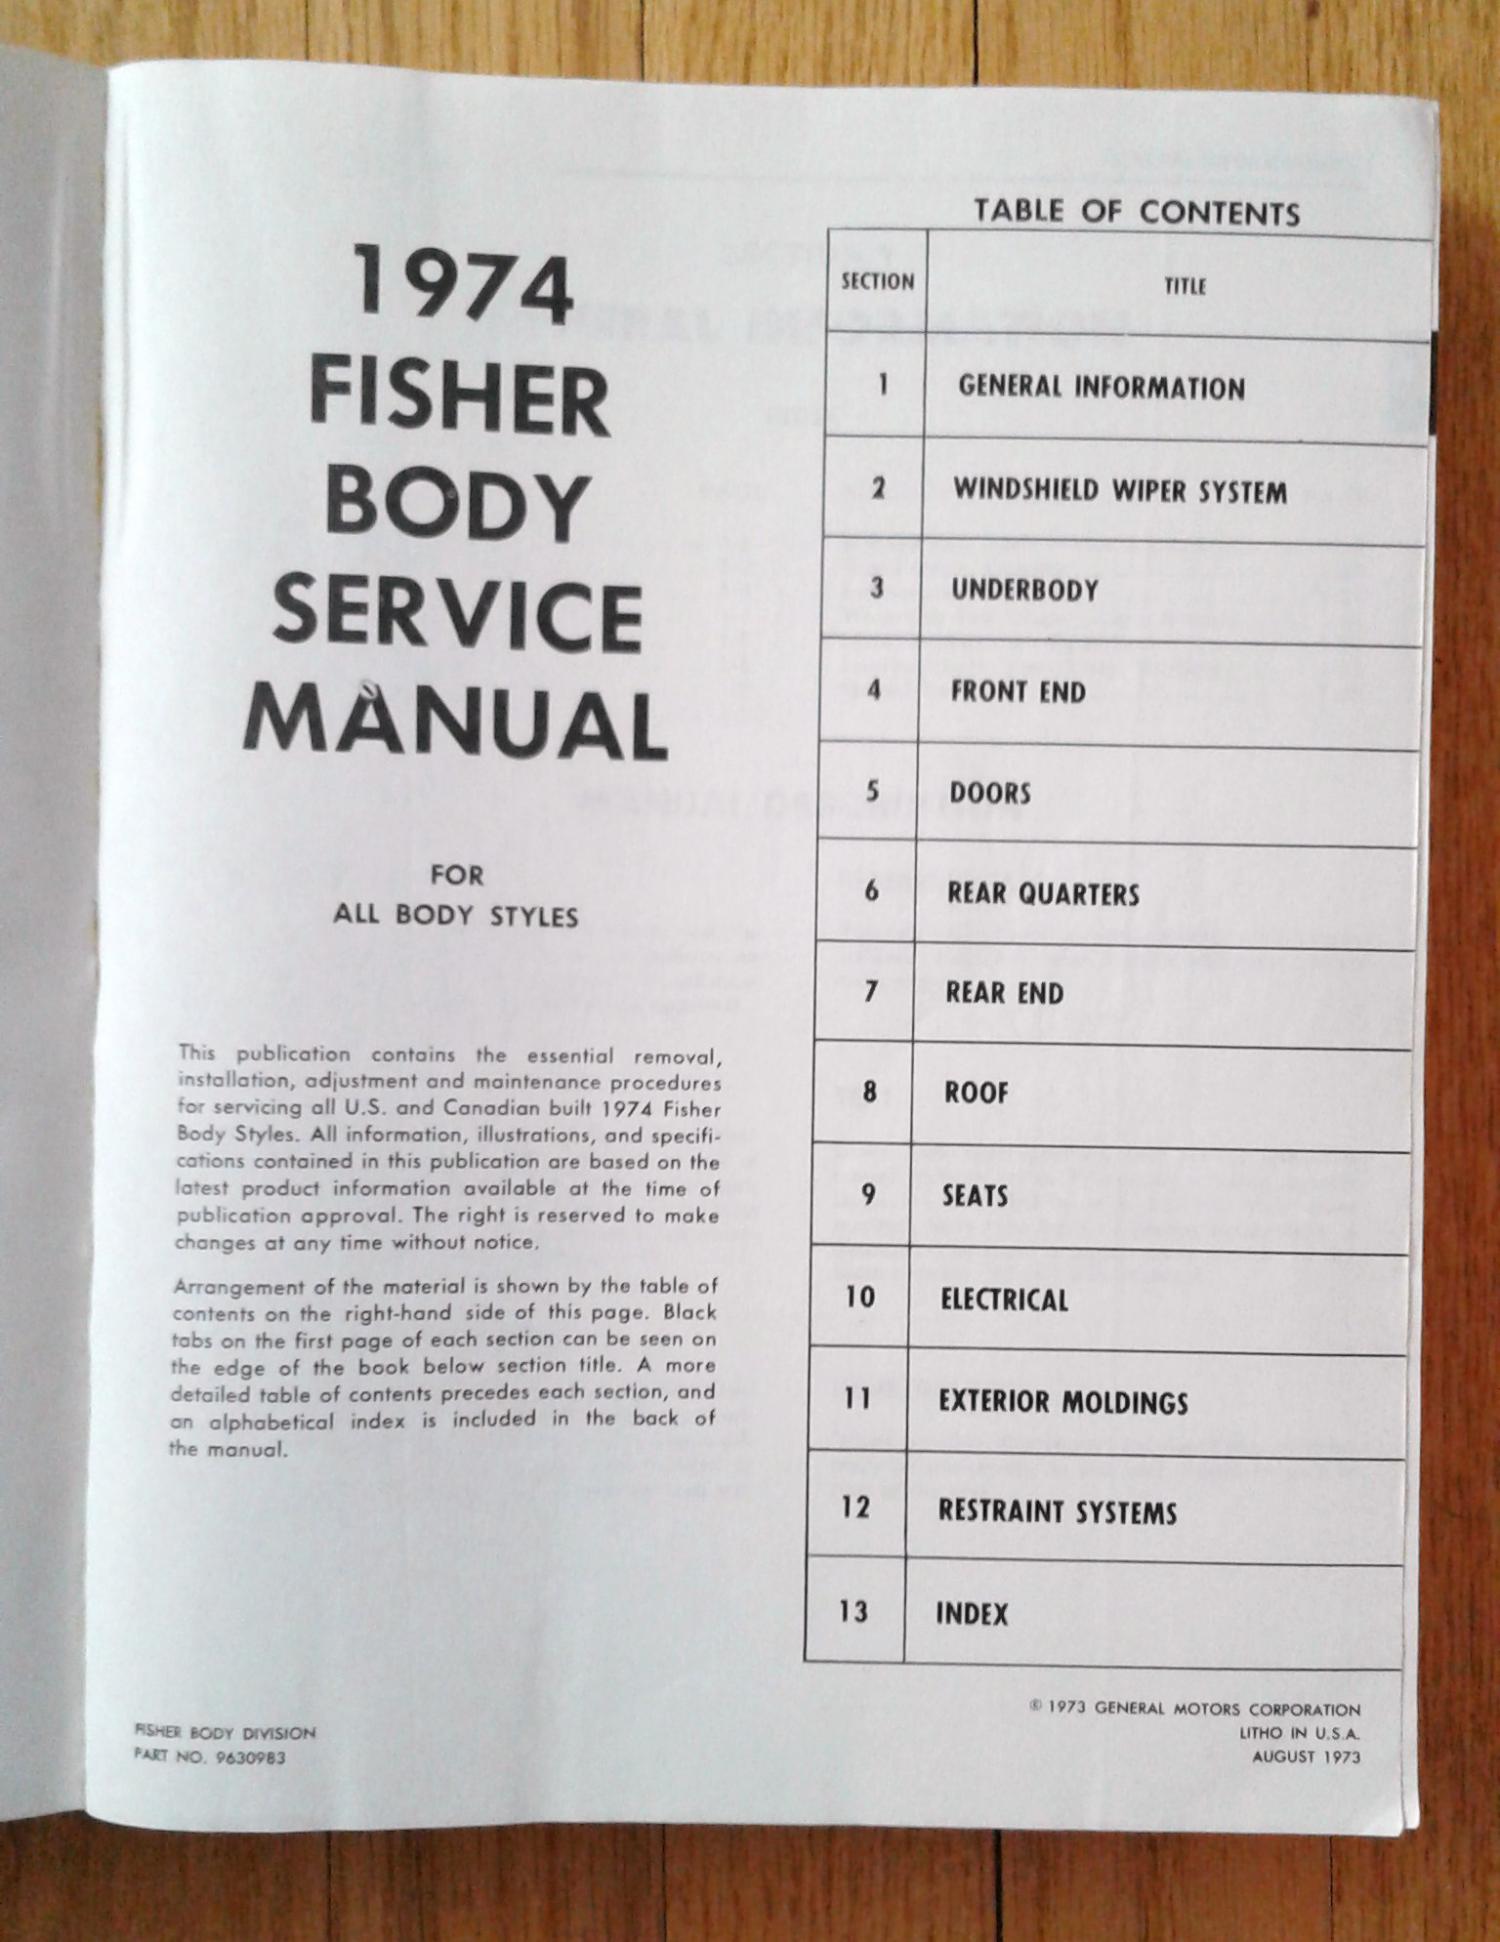 1974
FISHER
BODY
SERVICE
MANUAL
FOR
ALL BODY STYLES
This publication contains the essential removal,
installation, adjustment and maintenance procedures
for servicing all U.S. and Canadian built 1974 Fisher
Body Styles. All information, illustrations, and specifi-
cations contained in this publication are based on the
latest product information available at the time of
publication approval. The right is reserved to make
changes at any time without notice.
Arrangement of the material is shown by the table of
contents on the right-hand side of this page. Black
tabs on the first page of each section can be seen on
the edge of the book below section title. A more
detailed table of contents precedes each section, and
an alphabetical index is included in the back of
the manual.
FISHER BODY DIVISION
PART NO. 9630983
TABLE OF CONTENTS
SECTION TITLE
1 GENERAL INFORMATION
2 WINDSHIELD WIPER SYSTEM
3 UNDERBODY
4 FRONT END
5 DOORS
6 REAR QUARTERS
7 REAR END
8 ROOF
9 SEATS
10 ELECTRICAL
11 EXTERIOR MOLDINGS
12 RESTRAINT SYSTEMS
13 INDEX
© 1973 GENERAL MOTORS CORPORATION
LITHO IN U.S.A.
AUGUST 1973